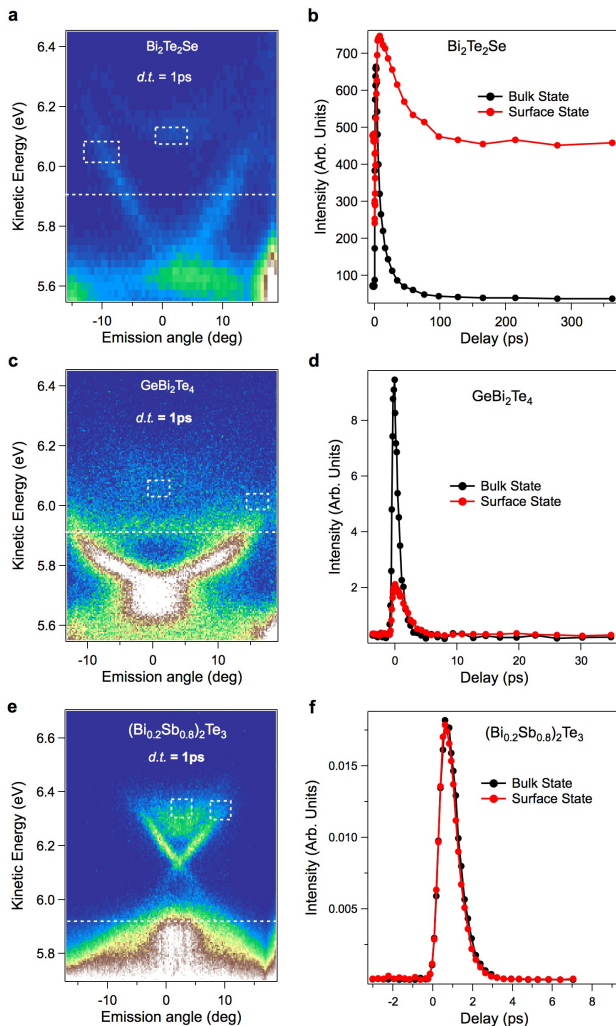 a
Bi2Te2Se
d.t. = 1ps
Kinetic Energy (eV)
6.4
6.2
6.0
5.8
5.6
-10
0
10
Emission angle (deg)
b
Bi2Te2Se
Bulk State
Surface State
Intensity (Arb. Units)
700
600
500
400
300
200
100
0
100
200
300
Delay (ps)
c
GeBi2Te4
d.t. = 1ps
Kinetic Energy (eV)
6.4
6.2
6.0
5.8
5.6
-10
0
10
Emission angle (deg)
d
GeBi2Te4
Bulk State
Surface State
Intensity (Arb. Units)
8
6
4
2
0
10
20
30
Delay (ps)
e
(Bi0.2Sb0.8)2Te3
d.t. = 1ps
Kinetic Energy (eV)
6.6
6.4
6.2
6.0
5.8
-10
0
10
Emission angle (deg)
f
(Bi0.2Sb0.8)2Te3
Bulk State
Surface State
Intensity (Arb. Units)
0.015
0.010
0.005
-2
0
2
4
6
8
Delay (ps)